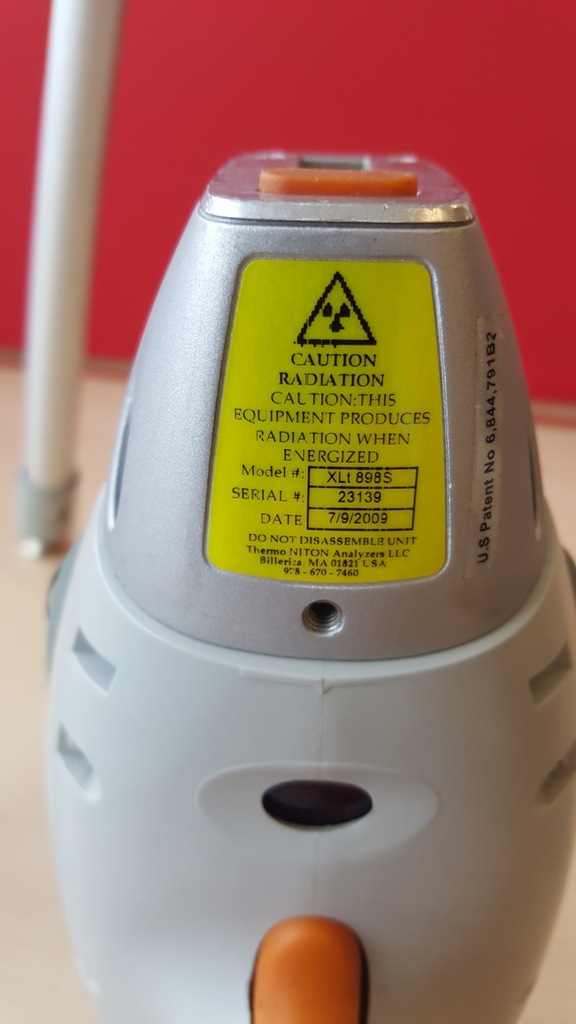 CAUTION
RADIATION
CAUTION:THIS
EQUIPMENT PRODUCES
RADIATION WHEN
ENERGIZED
Model #: XLt 898S
SERIAL #: 23139
DATE 7/9/2009
DO NOT DISASSEMBLE UNIT
Thermo NITON Analyzers LLC
Billerica. MA 01821 USA
978 - 670 - 7460
U.S Patent No 6,844,791B2